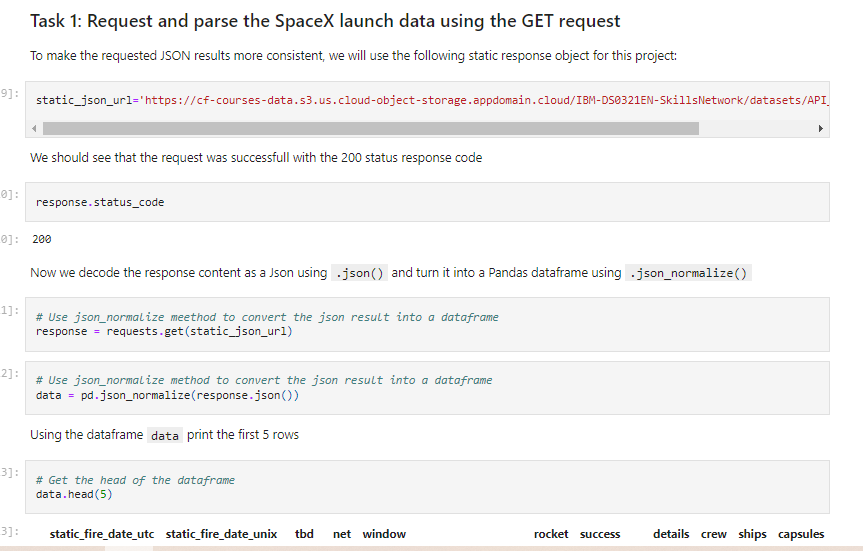 Task 1: Request and parse the SpaceX launch data using the GET request
To make the requested JSON results more consistent, we will use the following static response object for this project:
9]:
static_json_url='https://cf-courses-data.s3.us.cloud-object-storage.appdomain.cloud/IBM-DS0321EN-SkillsNetwork/datasets/API_
We should see that the request was successfull with the 200 status response code
0]:
response.status_code
0]: 200
Now we decode the response content as a Json using .json() and turn it into a Pandas dataframe using .json_normalize()
1]:
# Use json_normalize meethod to convert the json result into a dataframe
response = requests.get(static_json_url)
2]:
# Use json_normalize method to convert the json result into a dataframe
data = pd.json_normalize(response.json())
Using the dataframe data print the first 5 rows
3]:
# Get the head of the dataframe
data.head(5)
3]: static_fire_date_utc static_fire_date_unix tbd net window rocket success details crew ships capsules